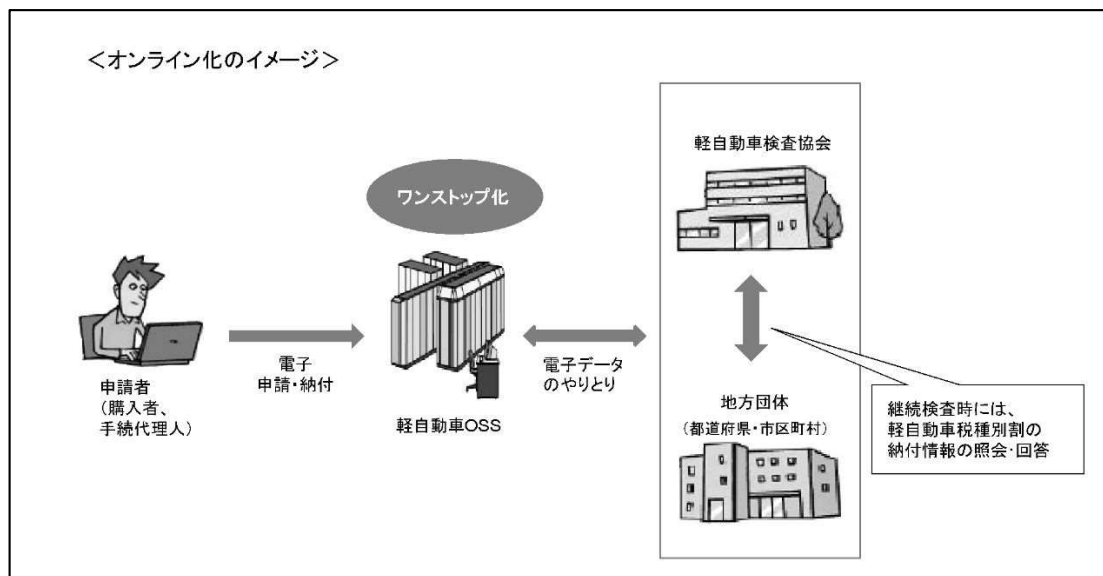 ＜オンライン化のイメージ＞
ワンストップ化
軽自動車検査協会
電子
申請・納付
電子データ
のやりとり
申請者
（購入者、
手続代理人）
軽自動車OSS
地方団体
（都道府県・市区町村）
継続検査時には、
軽自動車税種別割の
納付情報の照会・回答